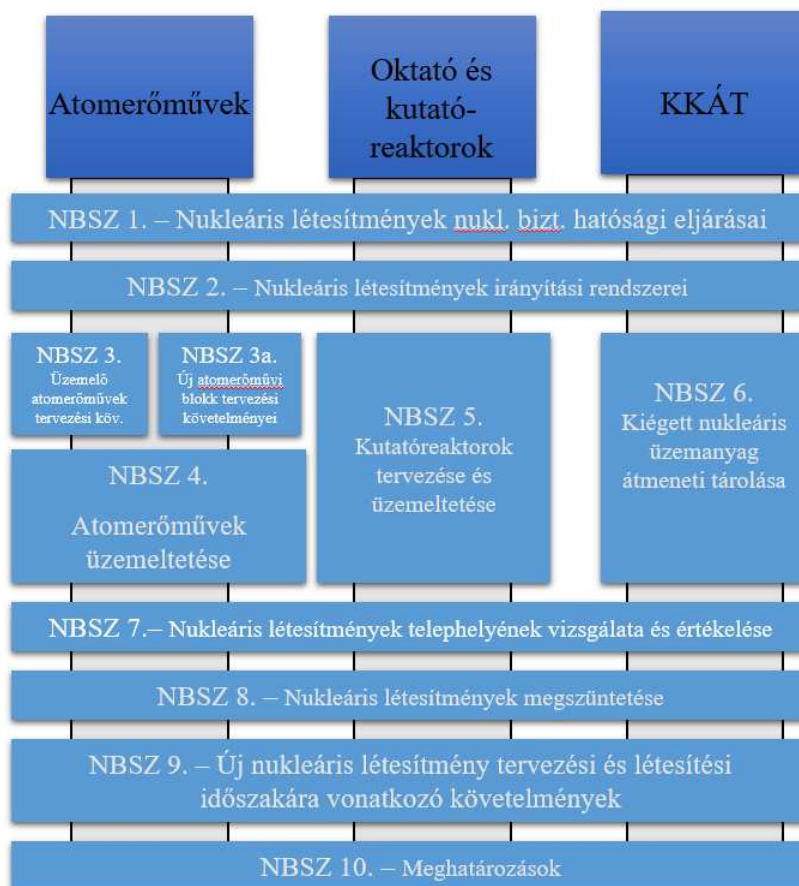 Atomerőművek
Oktató és
kutató-
reaktorok
KKÁT
NBSZ 1. – Nukleáris létesítmények nukl. bizt. hatósági eljárásai
NBSZ 2. – Nukleáris létesítmények irányítási rendszerei
NBSZ 3.
Üzemelő
atomerőművek
tervezési köv.
NBSZ 3a.
Új atomerőművi
blokk tervezési
követelményei
NBSZ 4.
Atomerőművek
üzemeltetése
NBSZ 5.
Kutatóreaktorok
tervezése és
üzemeltetése
NBSZ 6.
Kiégett nukleáris
üzemanyag
átmeneti tárolása
NBSZ 7.– Nukleáris létesítmények telephelyének vizsgálata és értékelése
NBSZ 8. – Nukleáris létesítmények megszüntetése
NBSZ 9. – Új nukleáris létesítmény tervezési és létesítési
időszakára vonatkozó követelmények
NBSZ 10. – Meghatározások